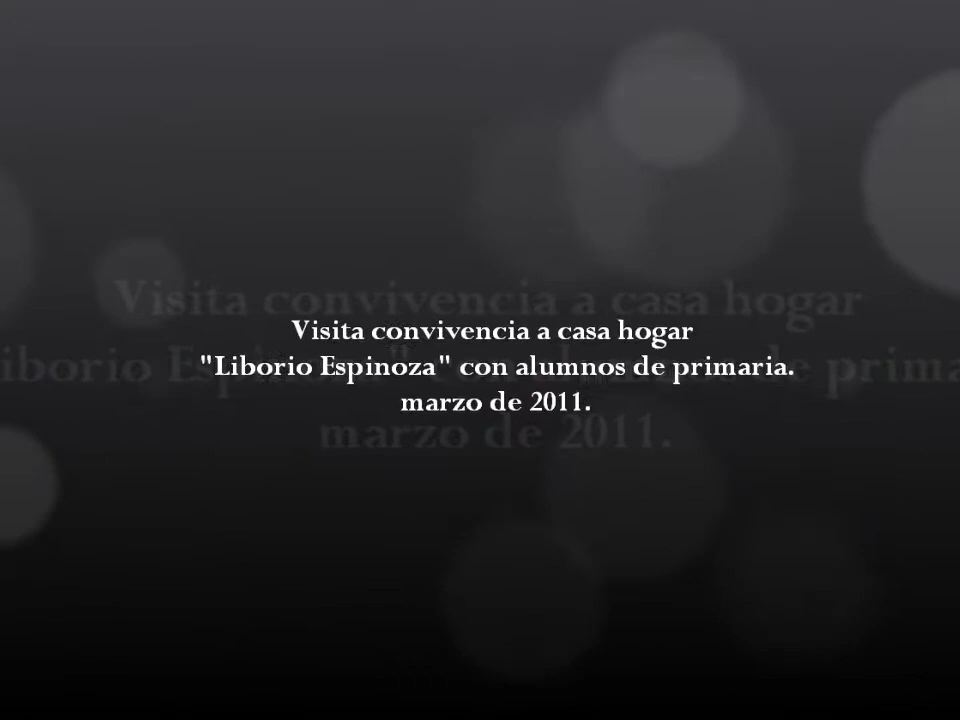 Visita convivencia a casa hogar
"Liborio Espinoza" con alumnos de primaria.
marzo de 2011.